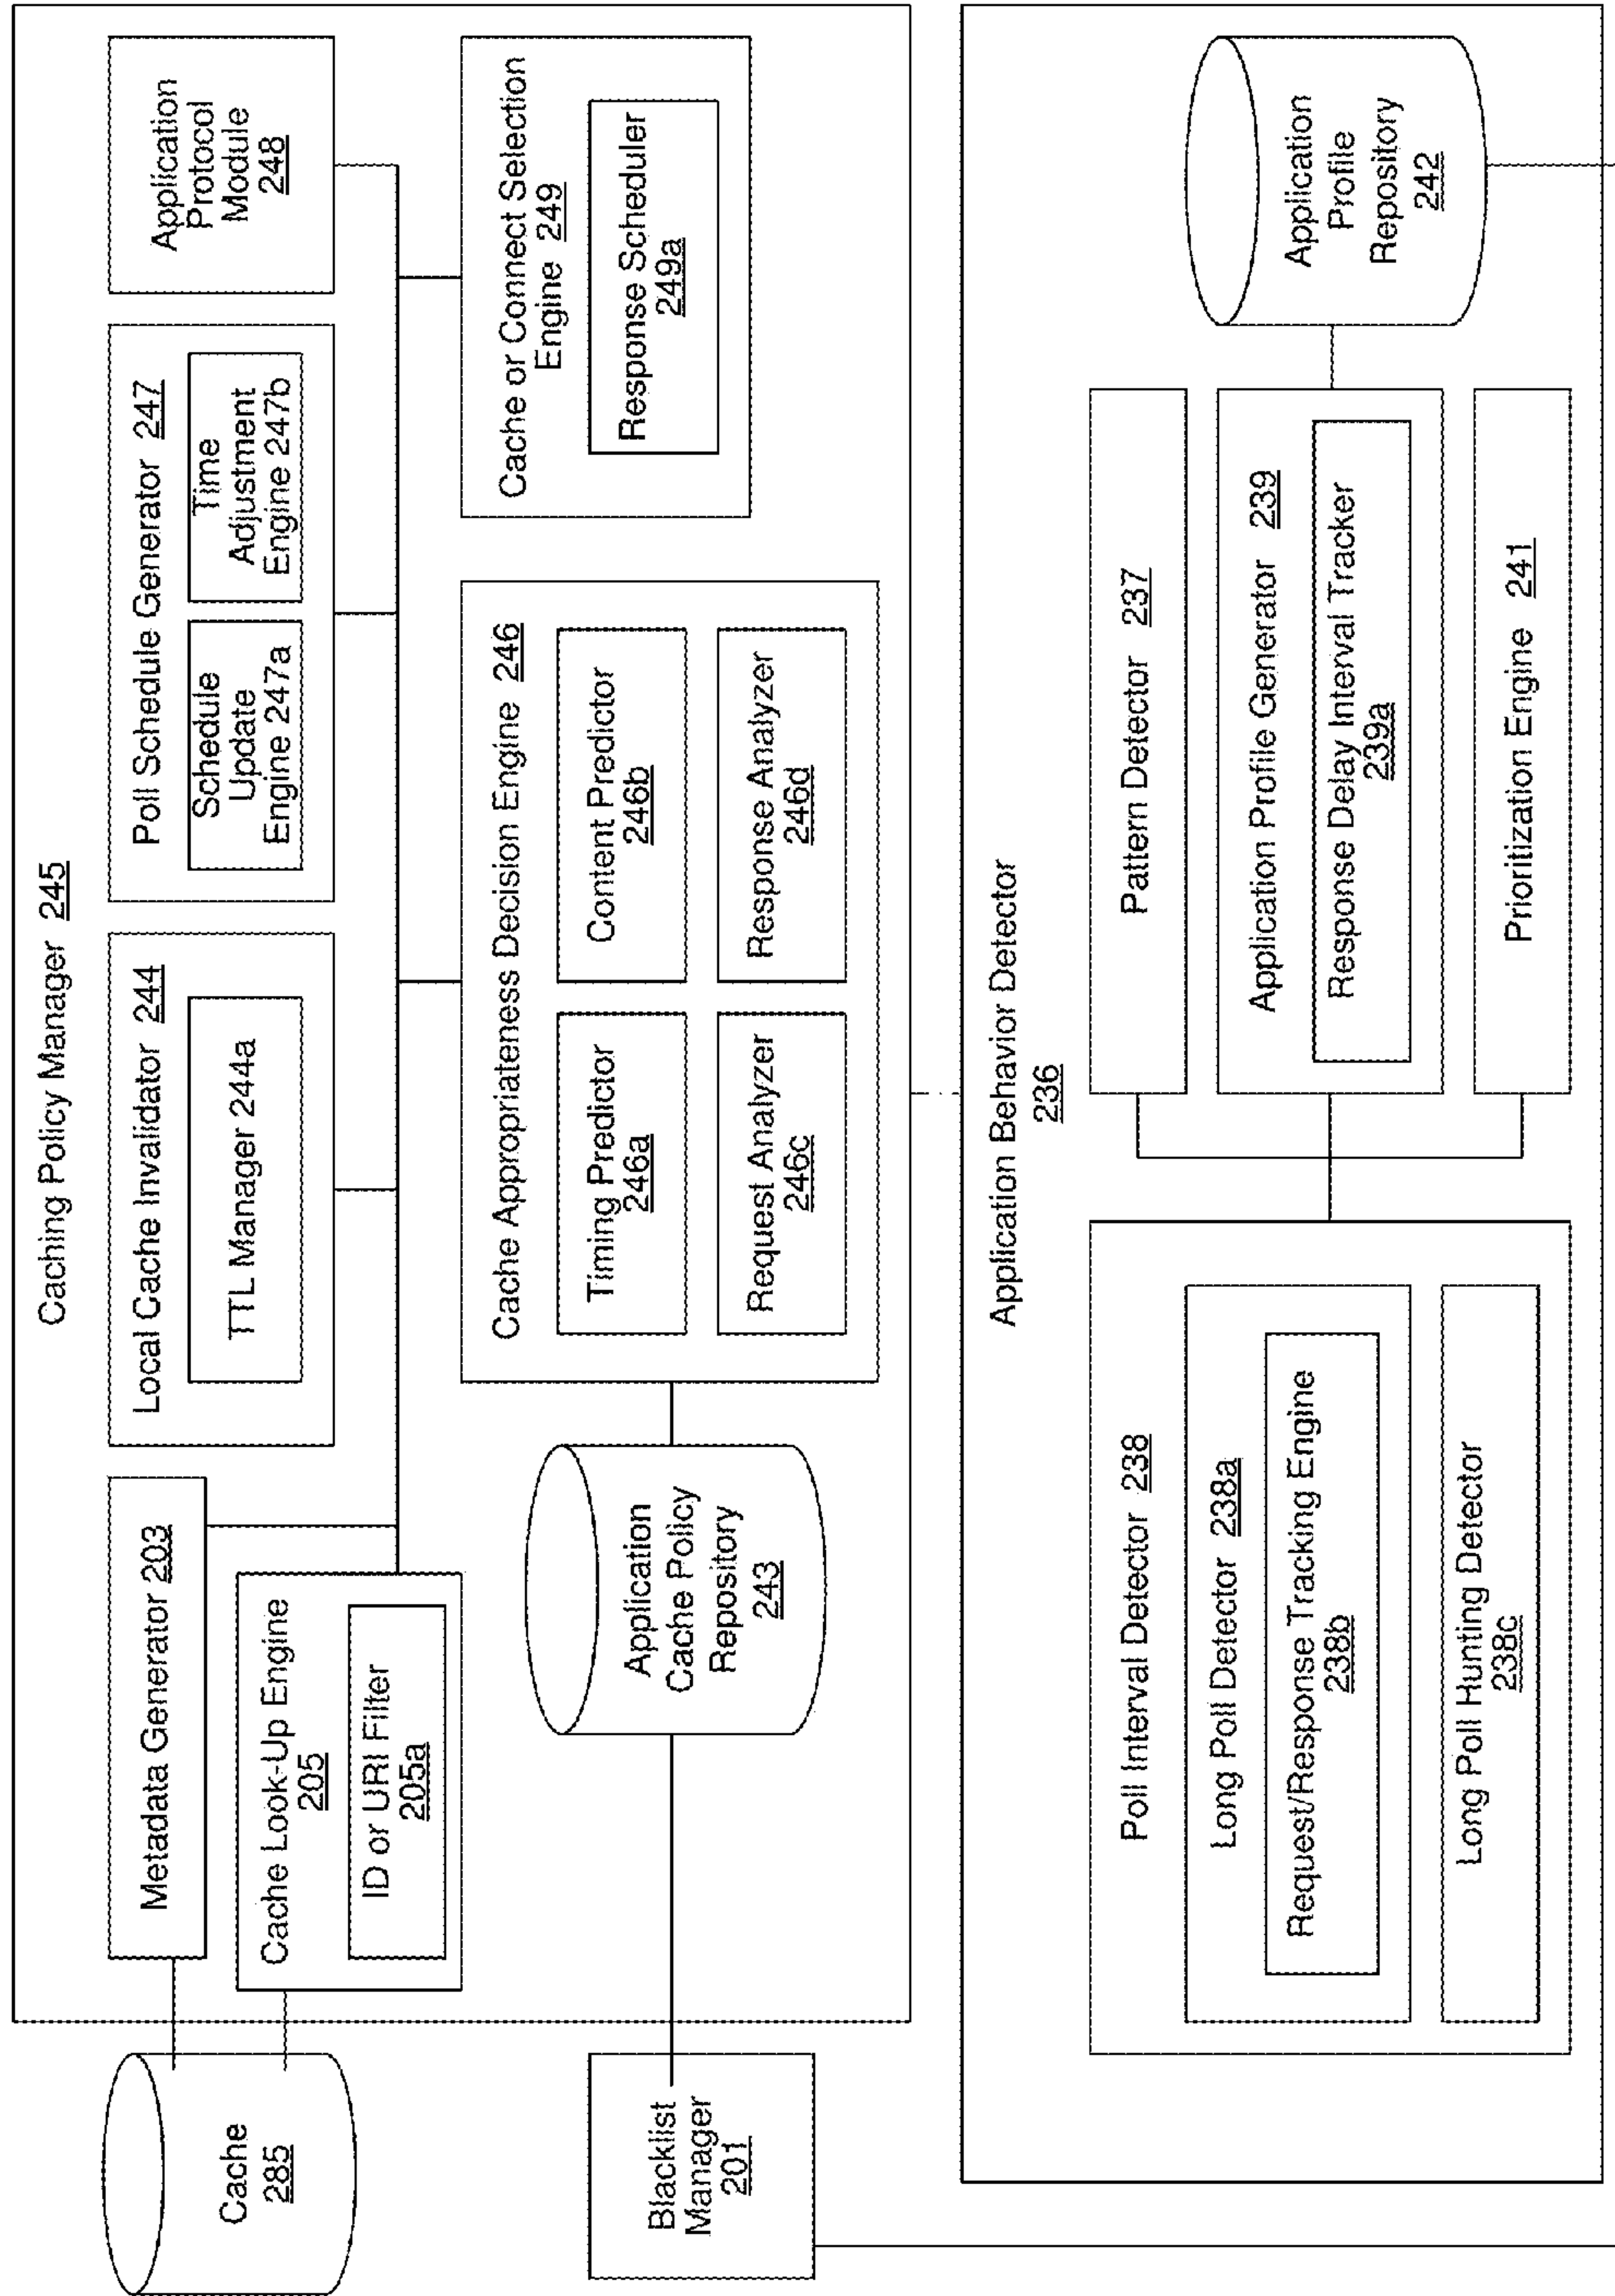 Caching Policy Manager 245
Cache
285
Metadata Generator 203
Cache Look-Up Engine
205
ID or URI Filter
205a
Local Cache Invalidator 244
TTL Manager 244a
Poll Schedule Generator 247
Schedule
Update
Engine 247a
Time
Adjustment
Engine 247b
Application
Protocol
Module
248
Blacklist
Manager
201
Application
Cache Policy
Repository
243
Cache Appropriateness Decision Engine 246
Timing Predictor
246a
Content Predictor
246b
Request Analyzer
246c
Response Analyzer
246d
Cache or Connect Selection
Engine 249
Response Scheduler
249a
Application Behavior Detector
236
Poll Interval Detector 238
Long Poll Detector 238a
Request/Response Tracking Engine
238b
Long Poll Hunting Detector
238c
Pattern Detector 237
Application Profile Generator 239
Response Delay Interval Tracker
239a
Prioritization Engine 241
Application
Profile
Repository
242